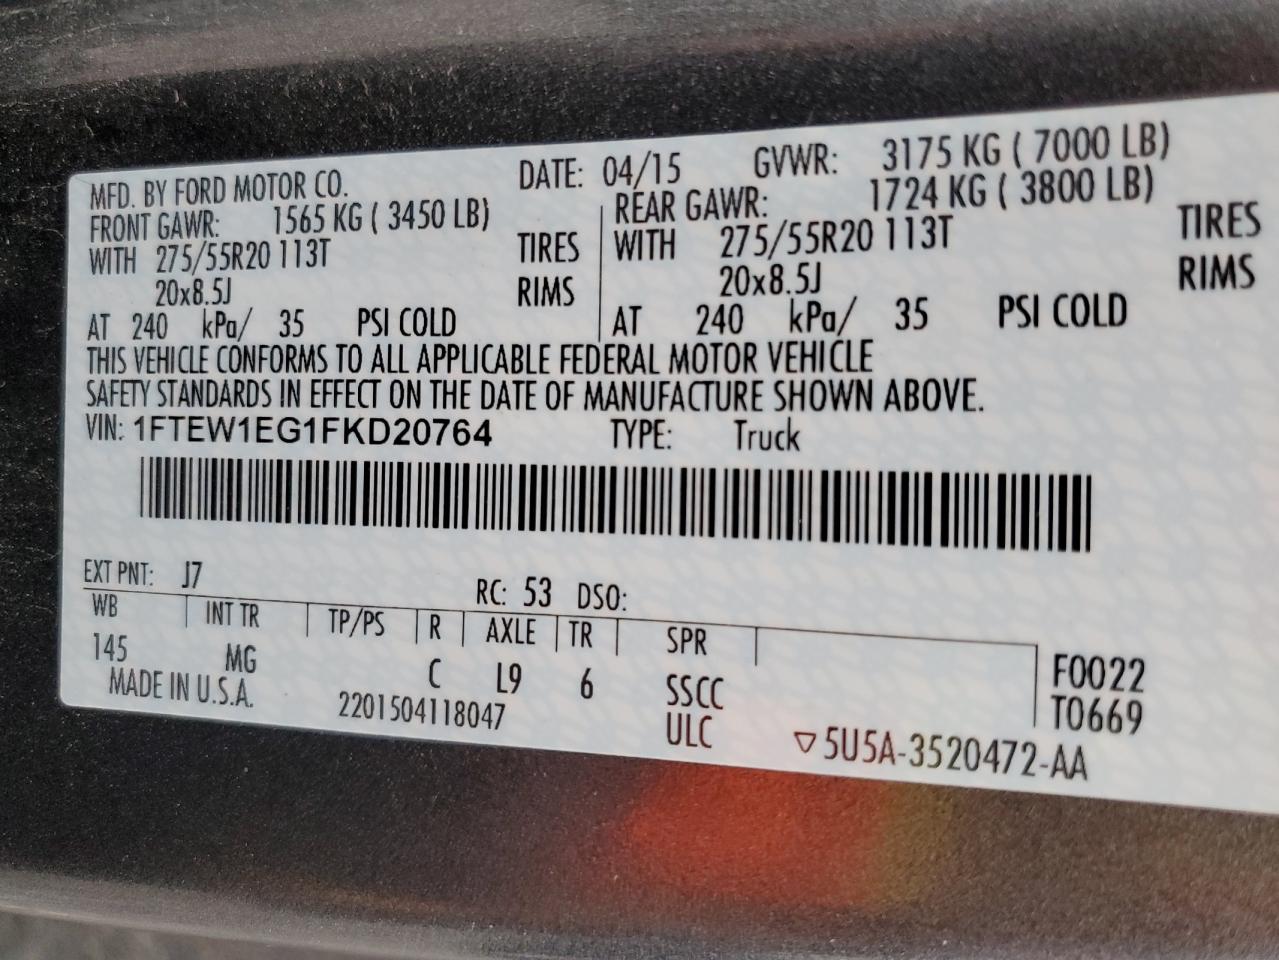 MFD. BY FORD MOTOR CO. DATE: 04/15 GVWR: 3175 KG ( 7000 LB)
FRONT GAWR: 1565 KG ( 3450 LB) REAR GAWR: 1724 KG ( 3800 LB)
WITH 275/55R20 113T TIRES WITH 275/55R20 113T TIRES
20x8.5J RIMS 20x8.5J RIMS
AT 240 kPa/ 35 PSI COLD AT 240 kPa/ 35 PSI COLD
THIS VEHICLE CONFORMS TO ALL APPLICABLE FEDERAL MOTOR VEHICLE
SAFETY STANDARDS IN EFFECT ON THE DATE OF MANUFACTURE SHOWN ABOVE.
VIN: 1FTEW1EG1FKD20764 TYPE: Truck
EXT PNT: J7 RC: 53 DSO:
WB INT TR TP/PS R AXLE TR SPR
145 MG C L9 6 SSCC F0022
MADE IN U.S.A. 2201504118047 ULC T0669
▽5U5A-3520472-AA